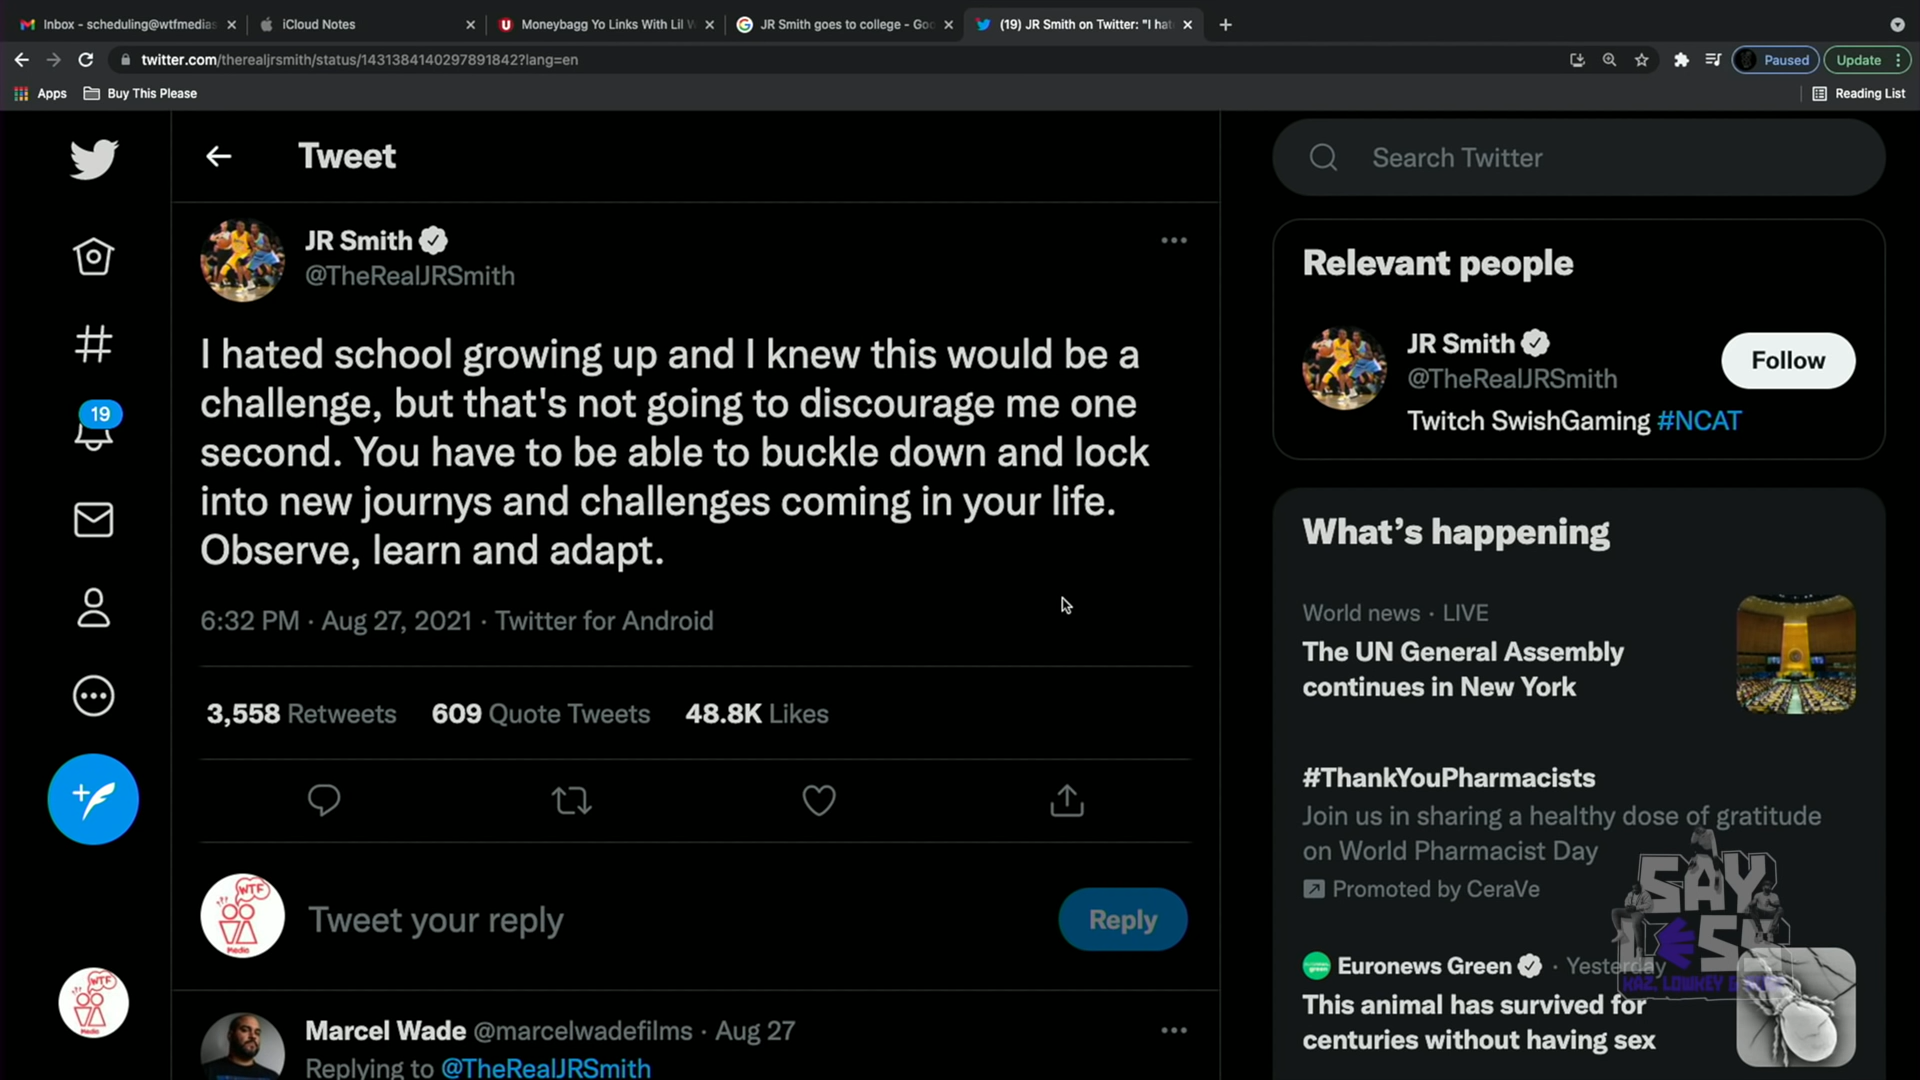 Inbox - scheduling@wtfmedias
iCloud Notes
Moneybagg Yo Links With Lil W
JR Smith goes to college - Goo
(19) JR Smith on Twitter: "I hat
twitter.com/therealjrsmith/status/1431384140297891842?lang=en
Paused
Update
Apps
Buy This Please
Reading List
Tweet
JR Smith
@TheRealJRSmith
I hated school growing up and I knew this would be a
challenge, but that's not going to discourage me one
second. You have to be able to buckle down and lock
into new journys and challenges coming in your life.
Observe, learn and adapt.
6:32 PM · Aug 27, 2021 · Twitter for Android
3,558 Retweets 609 Quote Tweets 48.8K Likes
19
WTF
Media
Tweet your reply
Reply
WTF
Media
Marcel Wade @marcelwadefilms · Aug 27
Replying to @TheRealJRSmith
Search Twitter
Relevant people
JR Smith
@TheRealJRSmith
Follow
Twitch SwishGaming #NCAT
What's happening
World news · LIVE
The UN General Assembly
continues in New York
#ThankYouPharmacists
Join us in sharing a healthy dose of gratitude
on World Pharmacist Day
Promoted by CeraVe
Euronews Green · Yesterday
This animal has survived for
centuries without having sex
SAY
LESS
KAZ, LOWKEY